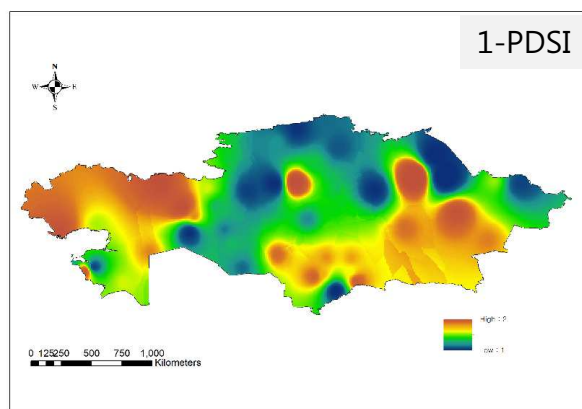 1-PDSI
N
W E
S
High : 2
Low : 1
0 125250 500 750 1,000
Kilometers